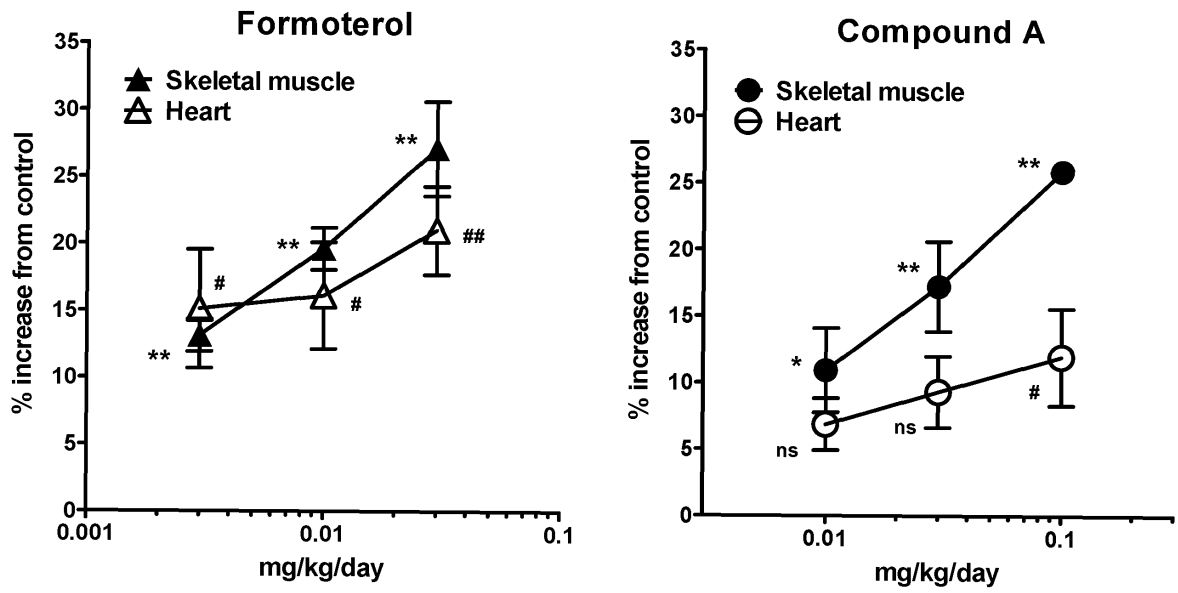 Formoterol
35
30
25
20
15
10
5
0
% increase from control
Skeletal muscle
Heart
**
#
**
#
**
##
0.001
0.01
0.1
mg/kg/day
Compound A
35
30
25
20
15
10
5
0
% increase from control
Skeletal muscle
Heart
*
ns
**
ns
**
#
0.01
0.1
mg/kg/day